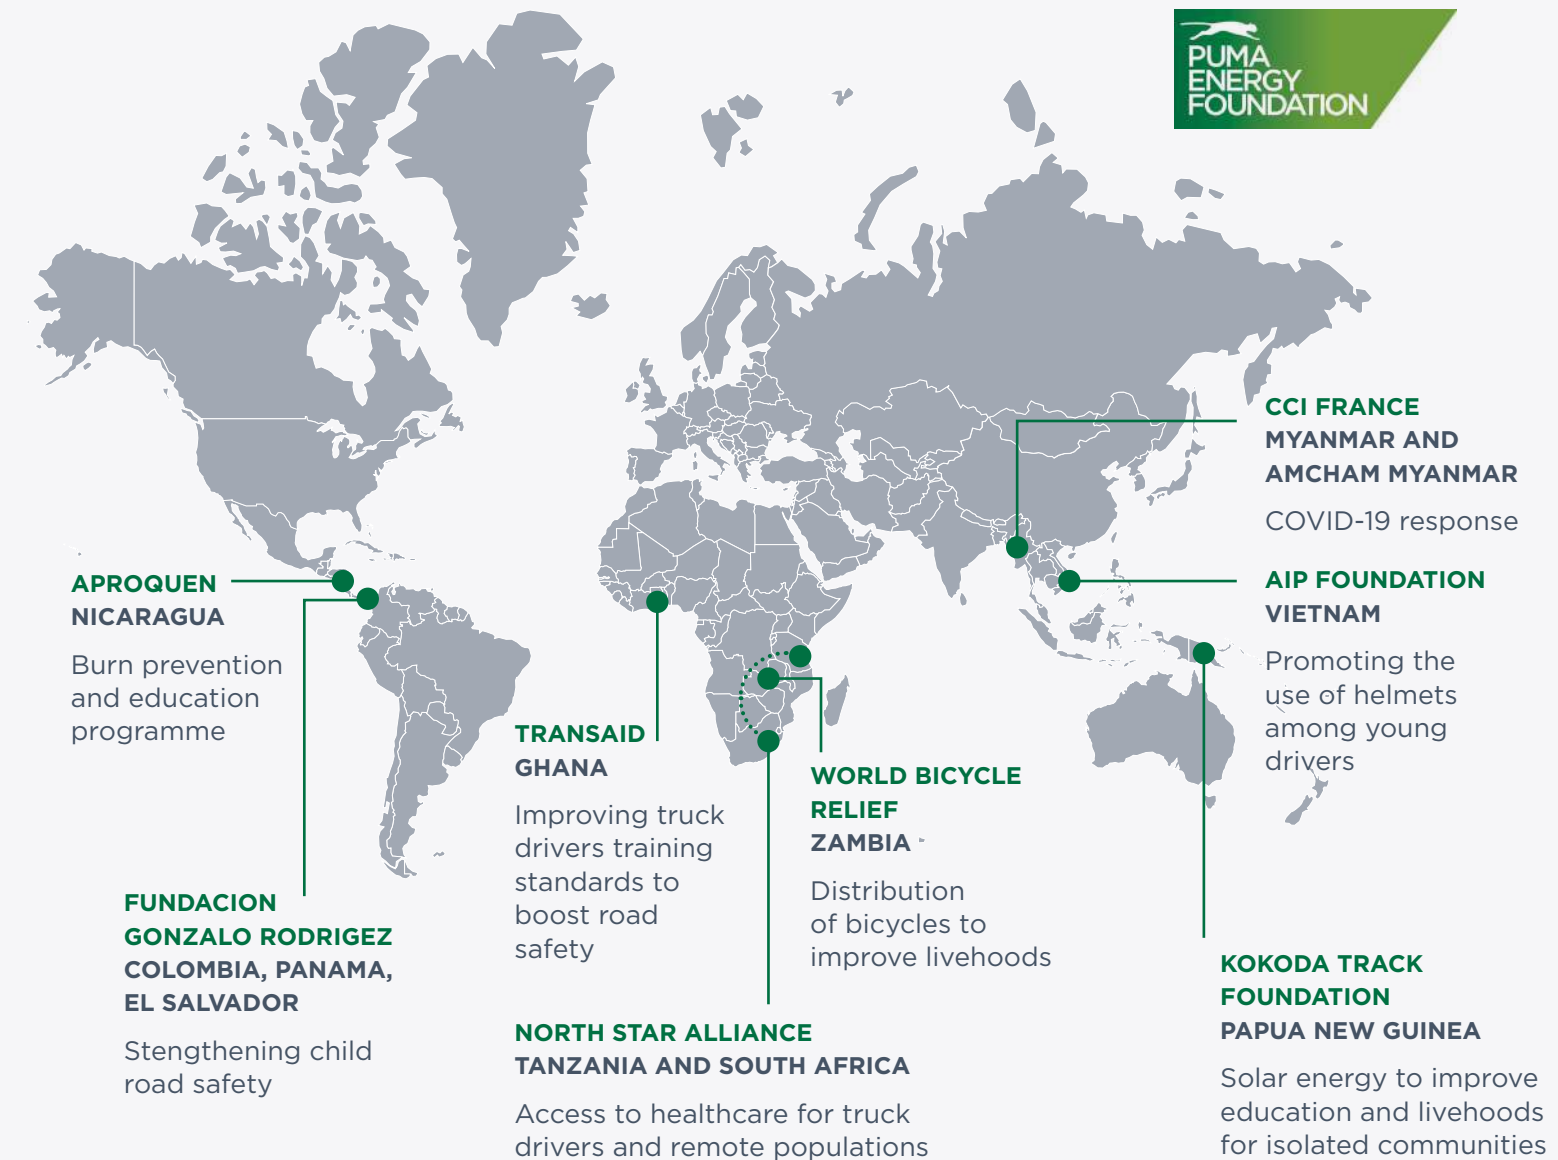 PUMA
ENERGY
FOUNDATION
CCI FRANCE
MYANMAR AND
AMCHAM MYANMAR
COVID-19 response
AIP FOUNDATION
VIETNAM
Promoting the
use of helmets
among young
drivers
APROQUEN
NICARAGUA
Burn prevention
and education
programme
TRANSAID
GHANA
Improving truck
drivers training
standards to
boost road
safety
WORLD BICYCLE
RELIEF
ZAMBIA
Distribution
of bicycles to
improve livehoods
FUNDACION
GONZALO RODRIGEZ
COLOMBIA, PANAMA,
EL SALVADOR
Stengthening child
road safety
NORTH STAR ALLIANCE
TANZANIA AND SOUTH AFRICA
Access to healthcare for truck
drivers and remote populations
KOKODA TRACK
FOUNDATION
PAPUA NEW GUINEA
Solar energy to improve
education and livehoods
for isolated communities